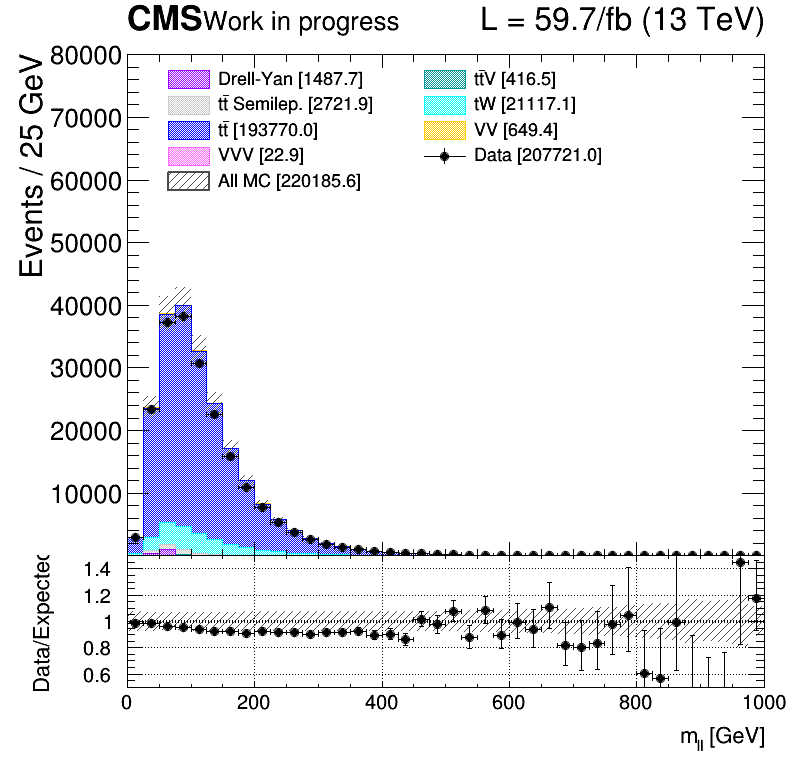 CMS Work in progress L = 59.7/fb (13 TeV)
Events / 25 GeV
80000
70000
60000
50000
40000
30000
20000
10000
Drell-Yan [1487.7]
tt̄ Semilep. [2721.9]
tt̄ [193770.0]
VVV [22.9]
All MC [220185.6]
tt̄V [416.5]
tW [21117.1]
VV [649.4]
Data [207721.0]
Data/Expected
1.4
1.2
1
0.8
0.6
0 200 400 600 800 1000
m_ll [GeV]